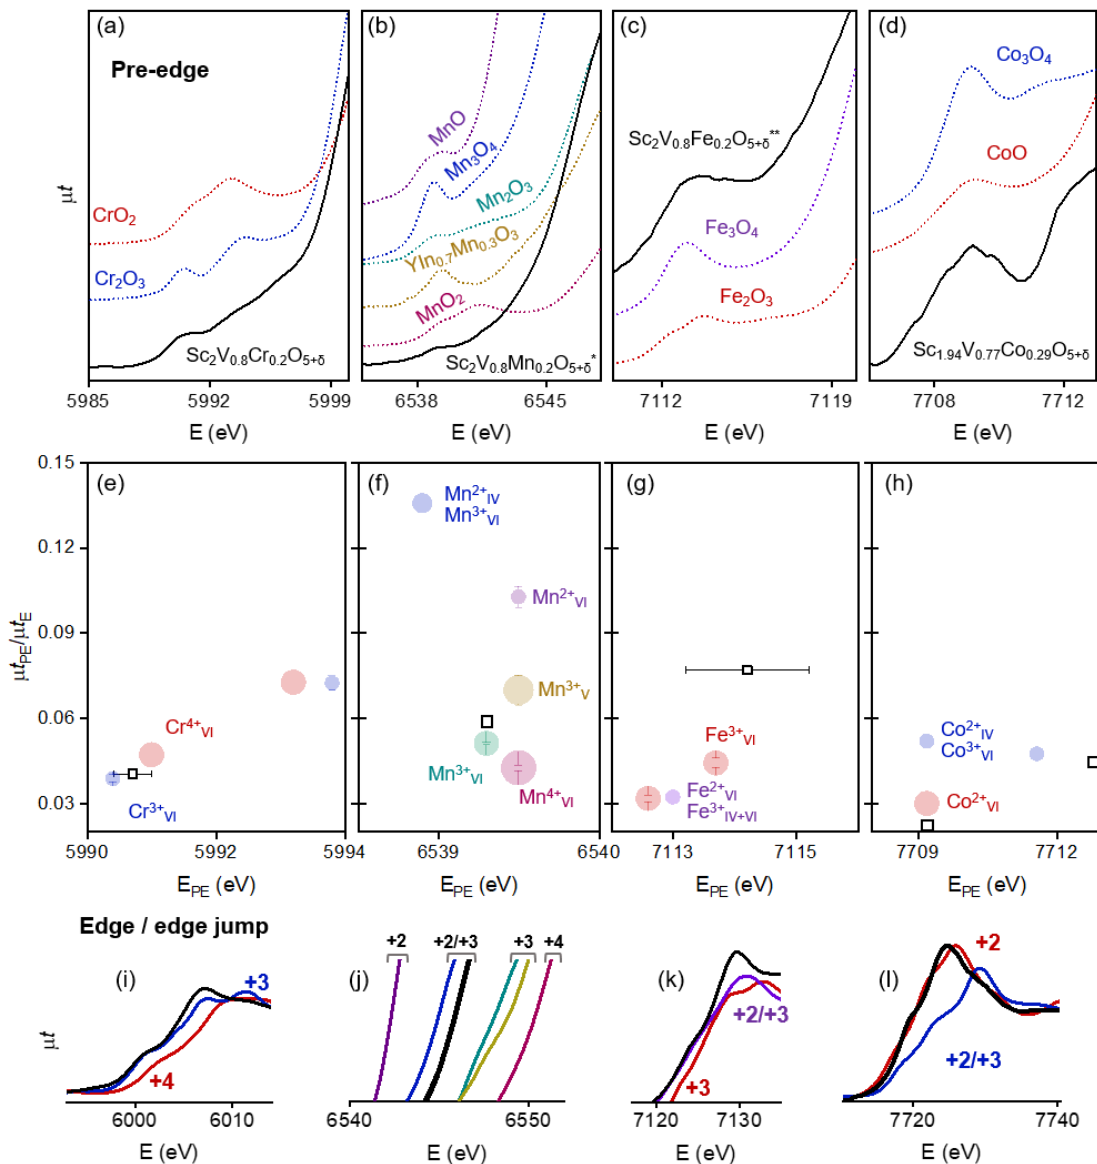 (a)
Pre-edge
CrO₂
Cr₂O₃
Sc₂V₀.₈Cr₀.₂O₅₊δ
5985 5992 5999
E (eV)
μt
(b)
MnO
Mn₃O₄
Mn₂O₃
YIn₀.₇Mn₀.₃O₃
MnO₂
Sc₂V₀.₈Mn₀.₂O₅₊δ*
6538 6545
E (eV)
(c)
Sc₂V₀.₈Fe₀.₂O₅₊δ**
Fe₃O₄
Fe₂O₃
7112 7119
E (eV)
(d)
Co₃O₄
CoO
Sc₁.₉₄V₀.₇₇Co₀.₂₉O₅₊δ
7708 7712
E (eV)
(e)
0.15
0.12
0.09
0.06
0.03
μt_PE/μt_E
Cr⁴⁺VI
Cr³⁺VI
5990 5992 5994
E_PE (eV)
(f)
Mn²⁺IV
Mn³⁺VI
Mn²⁺VI
Mn³⁺V
Mn³⁺VI
Mn⁴⁺VI
6539 6540
E_PE (eV)
(g)
Fe³⁺VI
Fe²⁺VI
Fe³⁺IV+VI
7113 7115
E_PE (eV)
(h)
Co²⁺IV
Co³⁺VI
Co²⁺VI
7709 7712
E_PE (eV)
Edge / edge jump
(i)
+3
+4
μt
6000 6010
E (eV)
(j)
+2 +2/+3 +3 +4
6540 6550
E (eV)
(k)
+2/+3
+3
7120 7130
E (eV)
(l)
+2
+2/+3
7720 7740
E (eV)